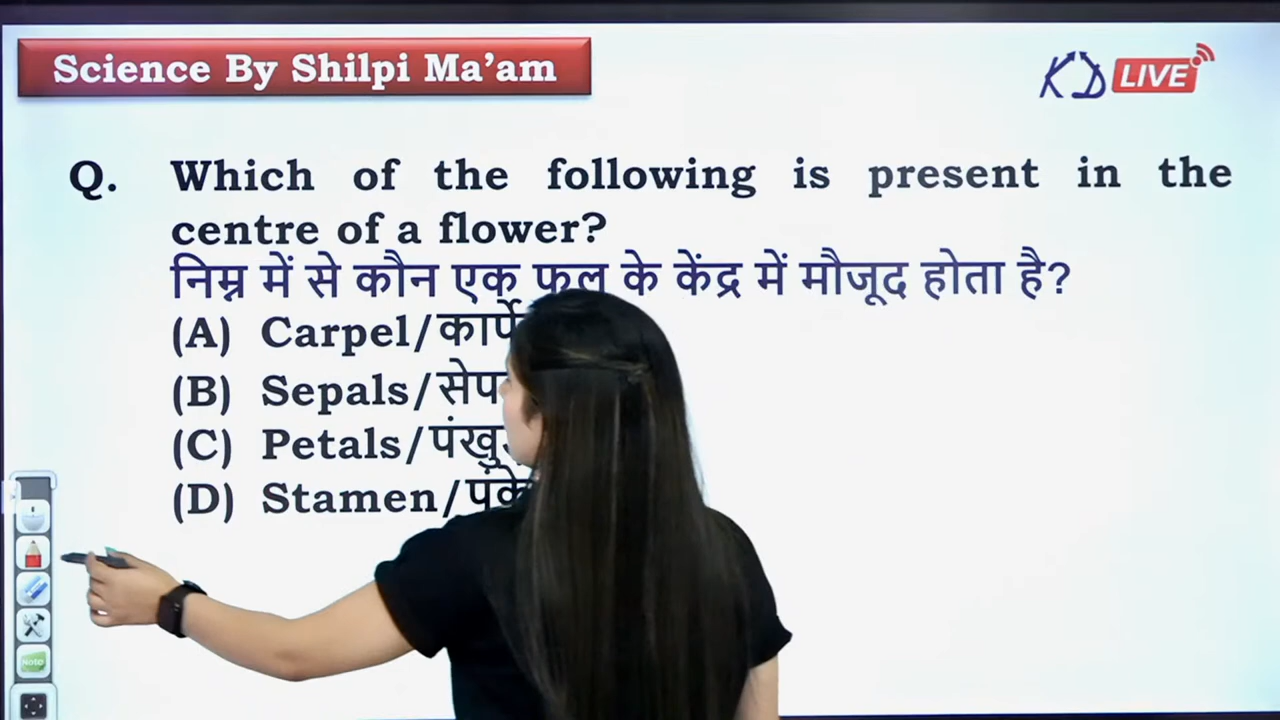 Science By Shilpi Ma’am
KD LIVE
Q. Which of the following is present in the
centre of a flower?
निम्न में से कौन एक के केंद्र में मौजूद होता है?
(A) Carpel/
(B) Sepals/
(C) Petals/
(D) Stamen/
Note